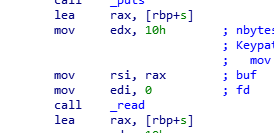 call _puts
lea rax, [rbp+s]
mov edx, 10h ; nbytes
; Keypat
; mov
mov rsi, rax ; buf
mov edi, 0 ; fd
call _read
lea rax, [rbp+s]